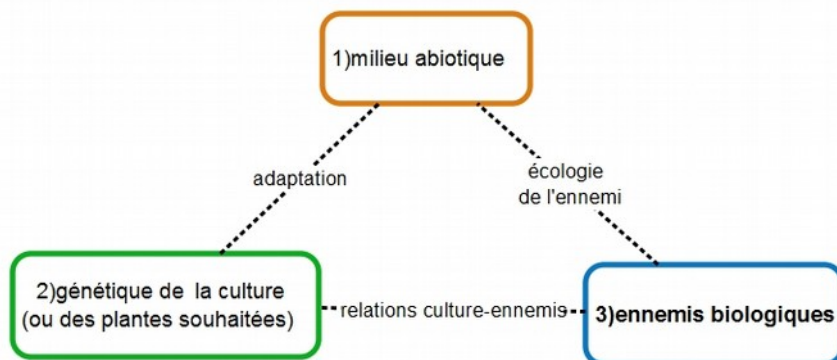 1)milieu abiotique
adaptation
écologie
de l'ennemi
2)génétique de la culture
(ou des plantes souhaitées)
relations culture-ennemis
3)ennemis biologiques